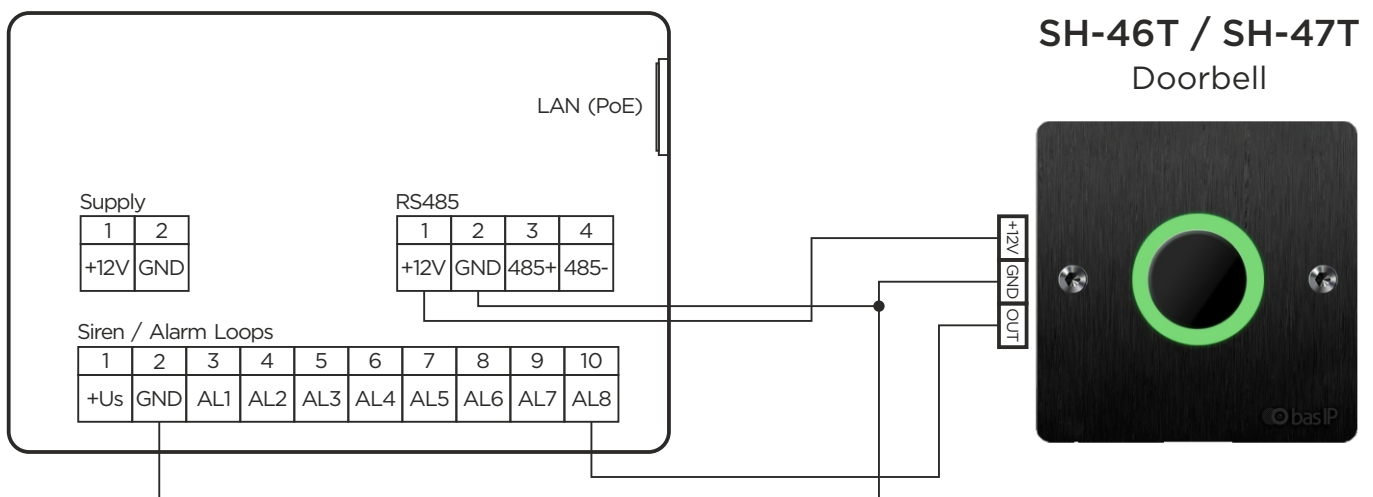 SH-46T / SH-47T
Doorbell
LAN (PoE)
Supply
1 2
+12V GND
RS485
1 2 3 4
+12V GND 485+ 485-
+12V
GND
OUT
Siren / Alarm Loops
1 2 3 4 5 6 7 8 9 10
+Us GND AL1 AL2 AL3 AL4 AL5 AL6 AL7 AL8
basIP